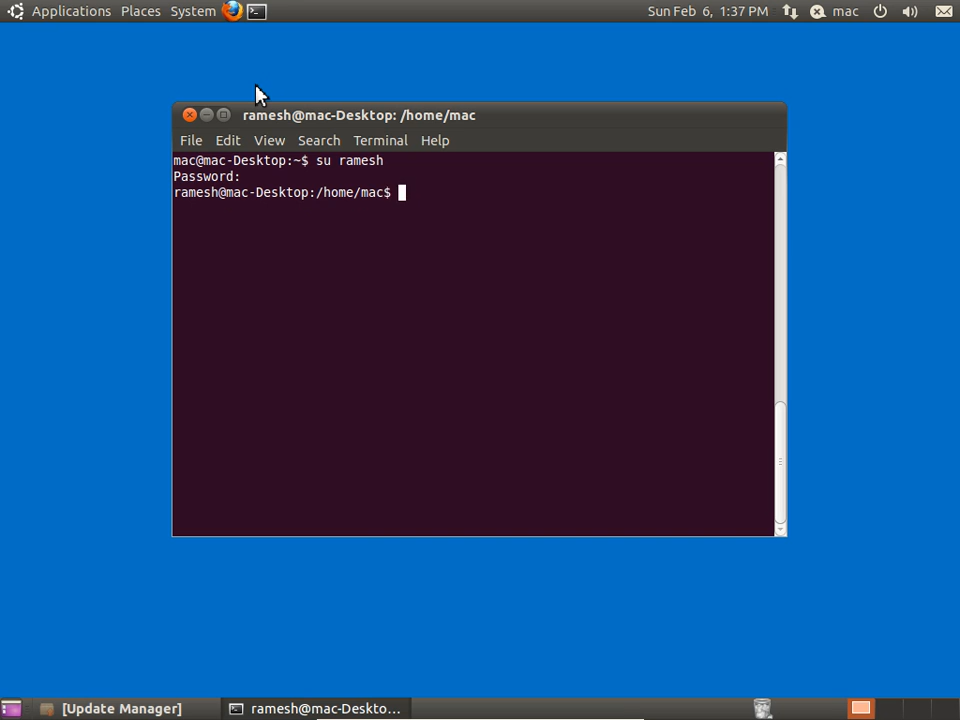 Applications Places System Sun Feb 6, 1:37 PM mac
ramesh@mac-Desktop: /home/mac
File Edit View Search Terminal Help
mac@mac-Desktop:~$ su ramesh
Password:
ramesh@mac-Desktop:/home/mac$
[Update Manager] ramesh@mac-Deskto...